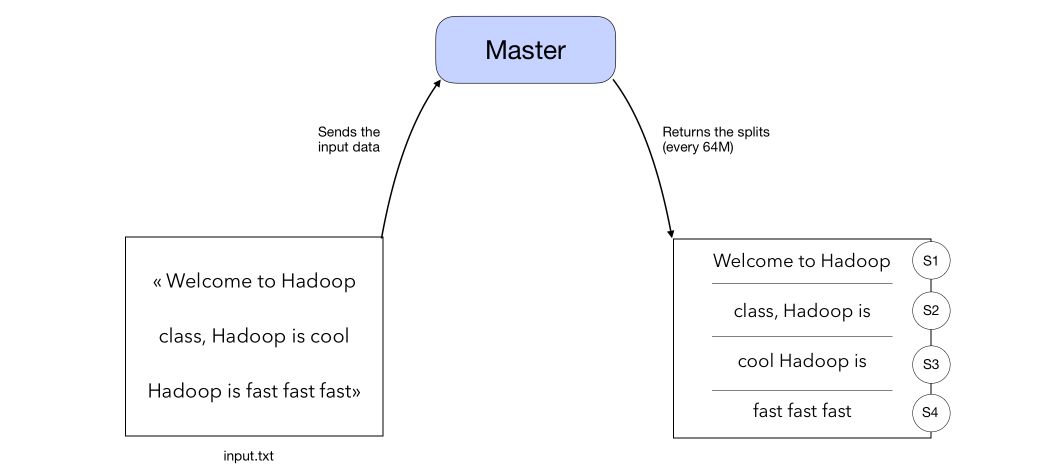 Master
Sends the
input data
Returns the splits
(every 64M)
« Welcome to Hadoop
class, Hadoop is cool
Hadoop is fast fast fast»
input.txt
Welcome to Hadoop
S1
class, Hadoop is
S2
cool Hadoop is
S3
fast fast fast
S4